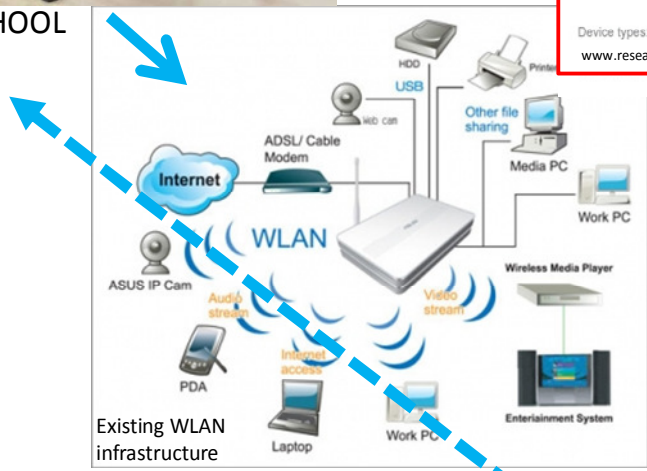 HOOL
Device types
www.resea
HDD
Printer
USB
Web cam
Other file
sharing
ADSL/ Cable
Modem
Media PC
Internet
Work PC
WLAN
ASUS IP Cam
Wireless Media Player
Audio
stream
Video
stream
PDA
Internet
access
Entertainment System
Existing WLAN
infrastructure
Laptop
Work PC